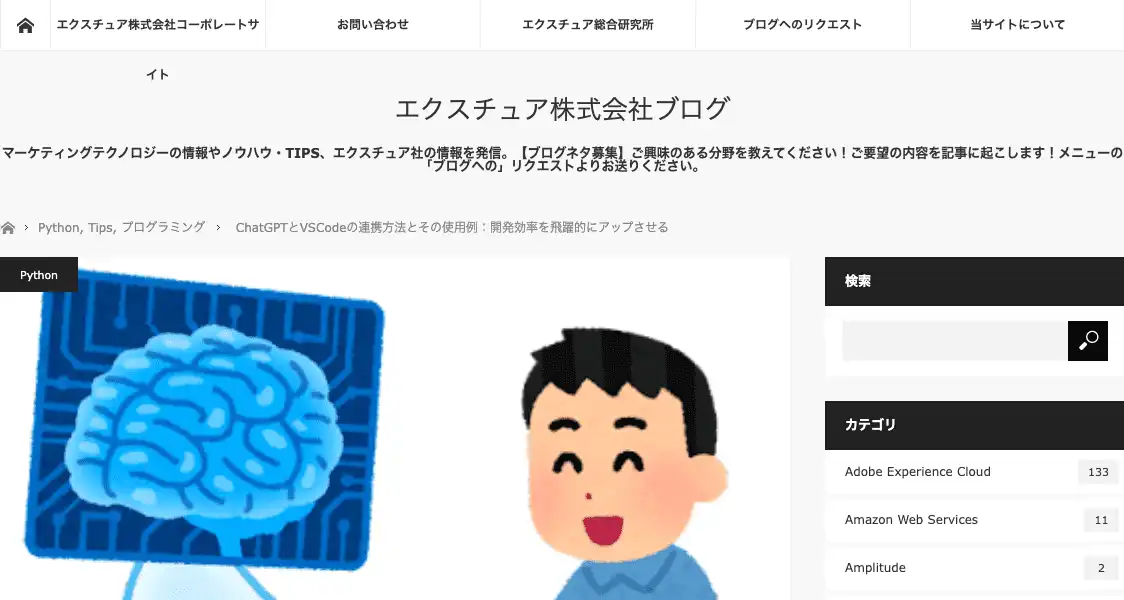 エクスチュア株式会社コーポレートサイト
お問い合わせ
エクスチュア総合研究所
ブログへのリクエスト
当サイトについて
エクスチュア株式会社ブログ
マーケティングテクノロジーの情報やノウハウ・TIPS、エクスチュア社の情報を発信。【ブログネタ募集】ご興味のある分野を教えてください！ご要望の内容を記事に起こします！メニューの
「ブログへの」リクエストよりお送りください。
Python, Tips, プログラミング › ChatGPTとVSCodeの連携方法とその使用例：開発効率を飛躍的にアップさせる
Python
検索
カテゴリ
Adobe Experience Cloud 133
Amazon Web Services 11
Amplitude 2